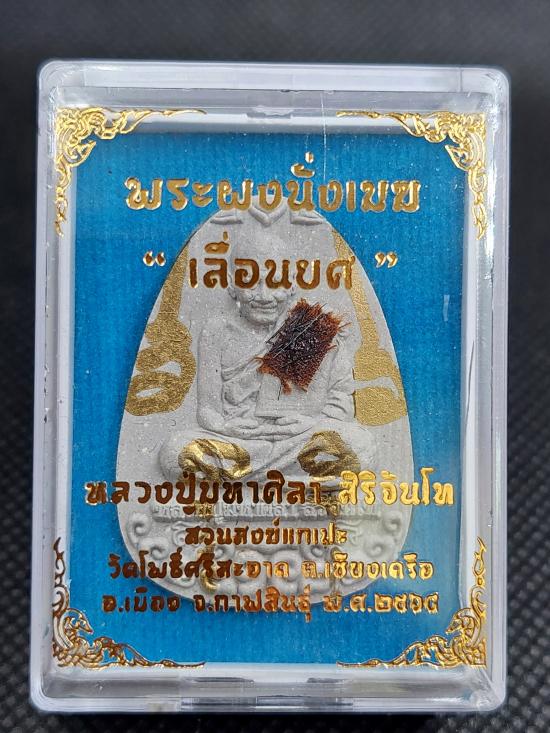 พระผงนั่งเมฆ
“ เลื่อนยศ ”
หลวงปู่มหาศิลา สิริจันโท
สวนสงฆ์แกเปะ
วัดโพธิ์ศรีสะอาด ต.เชียงเครือ
อ.เมือง จ.กาฬสินธุ์ พ.ศ.๒๕๖๔